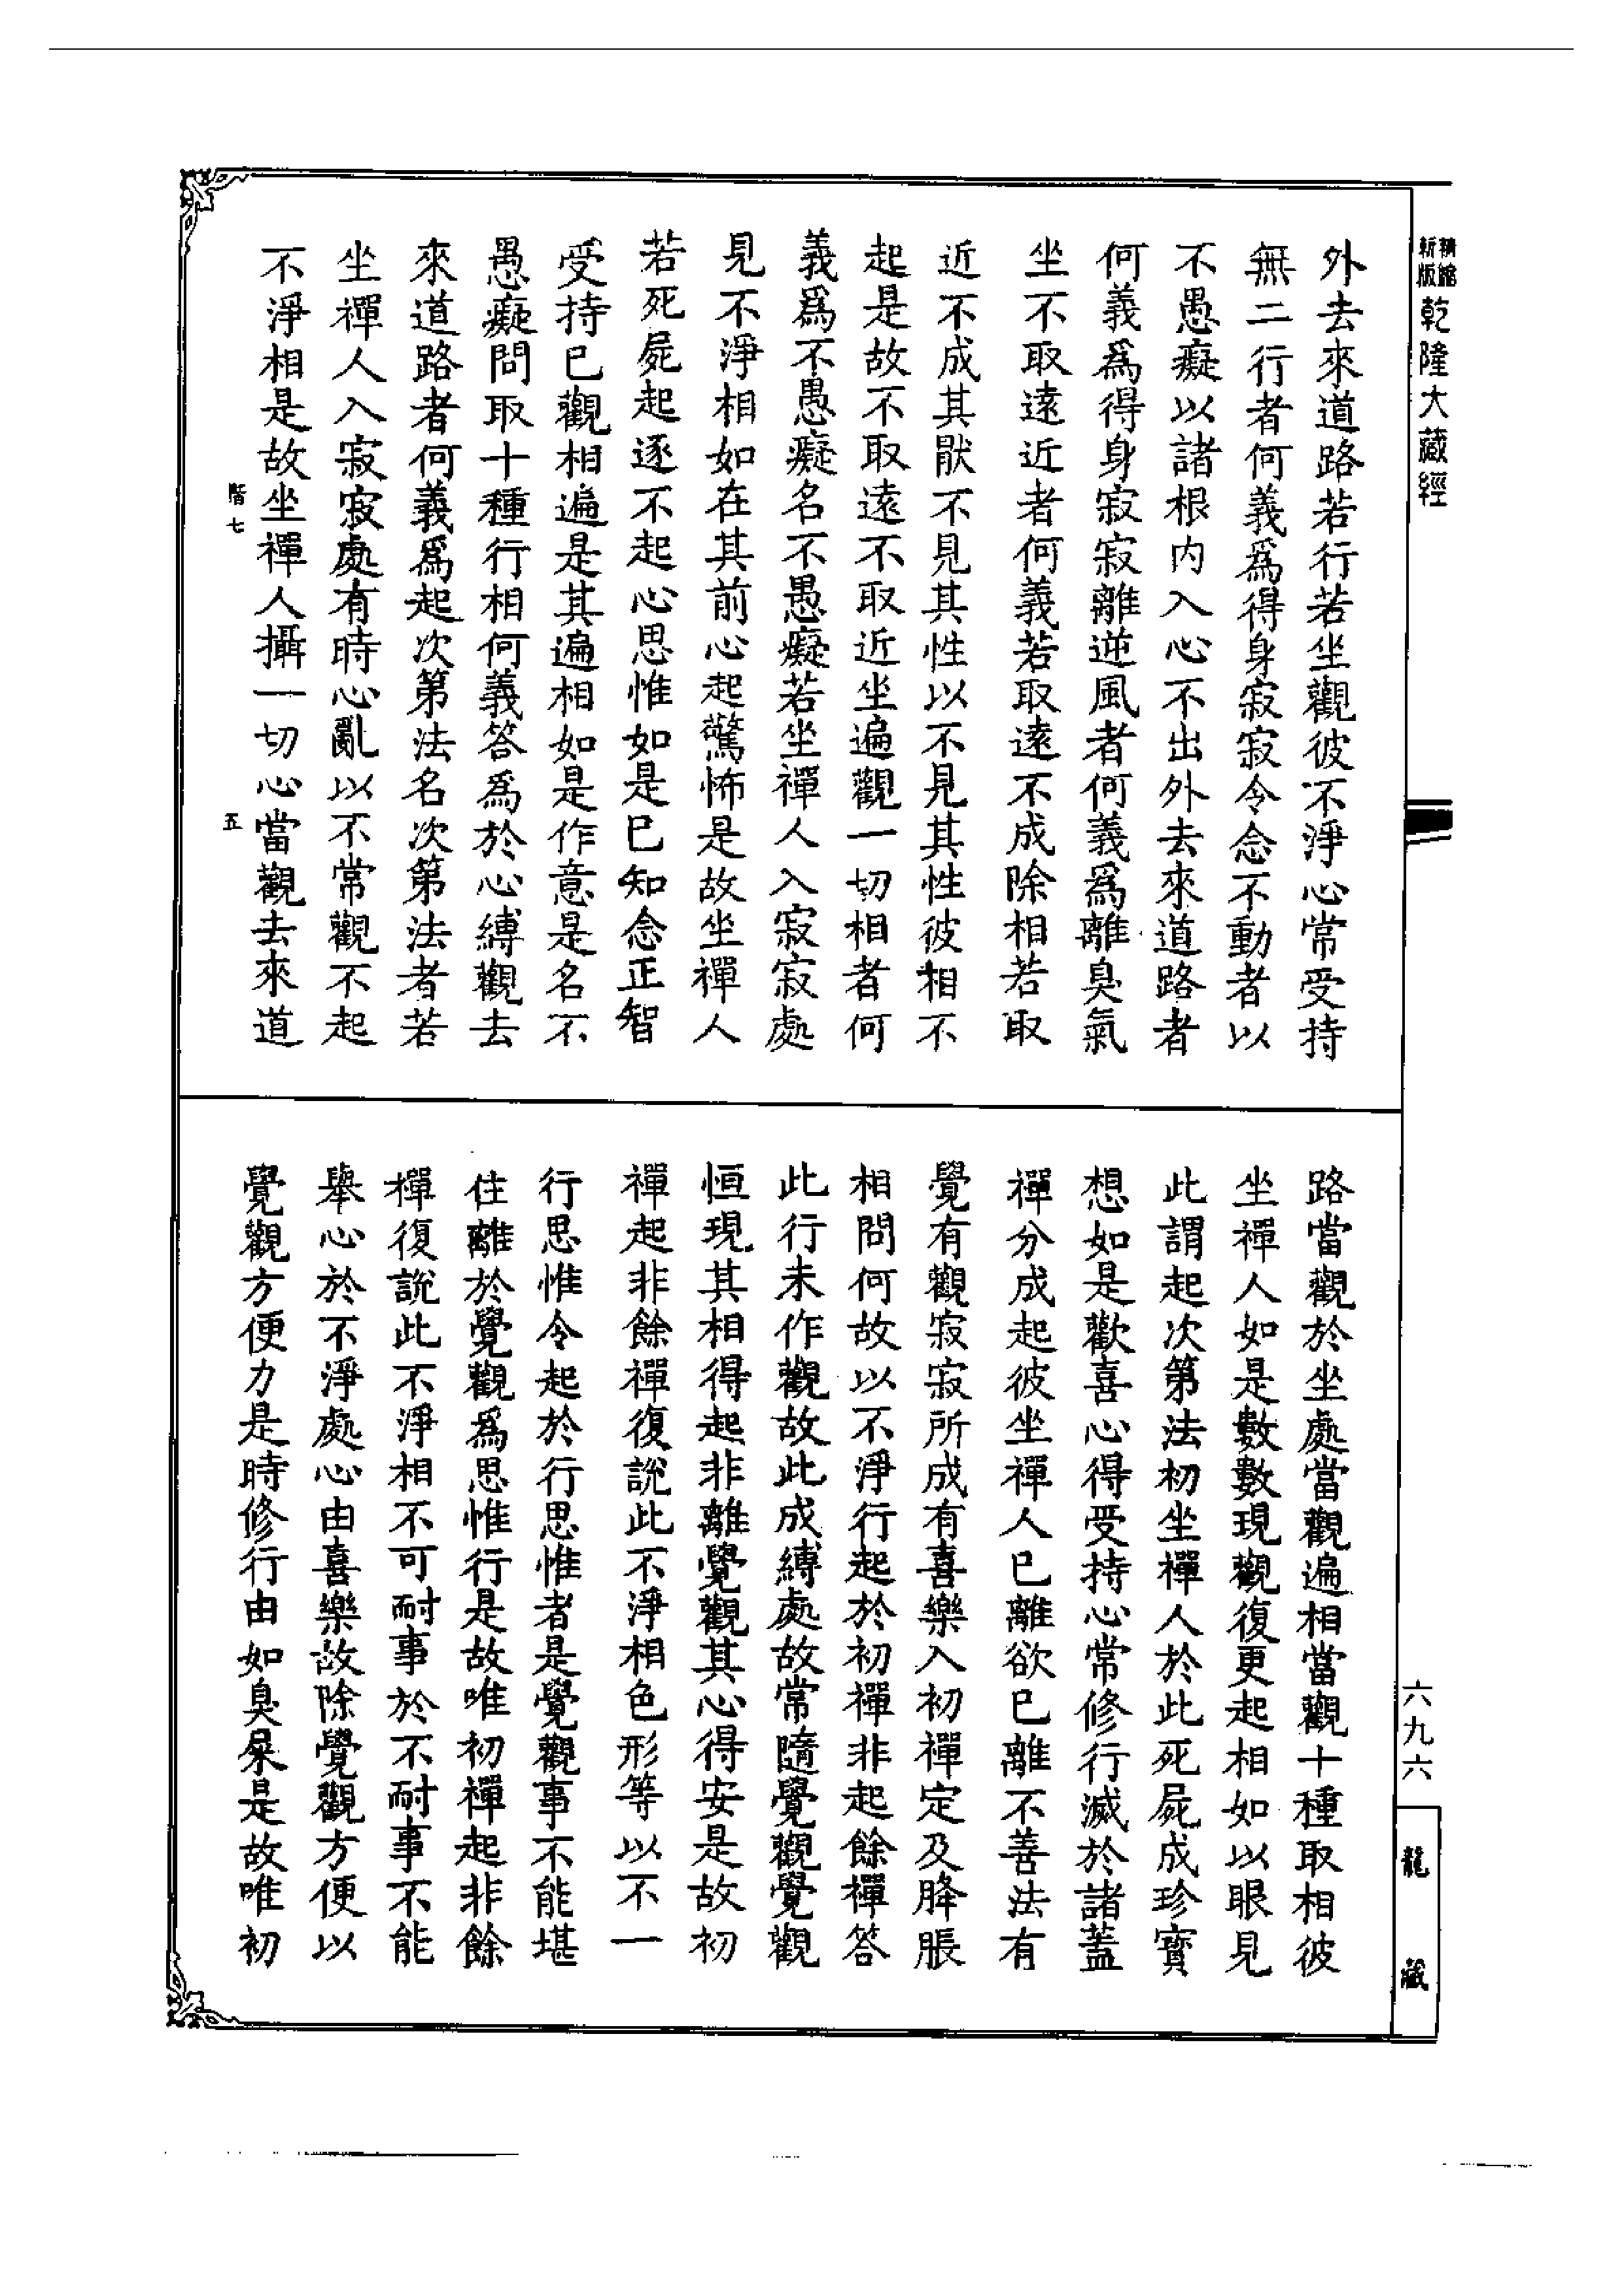 精縮
新版
乾隆大藏經
外去來道路若行若坐觀彼不淨心常受持
無二行者何義爲得身寂寂令念不動者以
不愚癡以諸根内入心不出外去來道路者
何義爲得身寂寂離逆風者何義爲離臭氣
坐不取遠近者何義若取遠不成除相若取
近不成其厭不見其性以不見其性彼相不
起是故不取遠不取近坐遍觀一切相者何
義爲不愚癡名不愚癡若坐禪人入寂寂處
見不淨相如在其前心起驚怖是故坐禪人
若死屍起逐不起心思惟如是已知念正智
受持已觀相遍是其遍相如是作意是名不
愚癡問取十種行相何義答爲於心縛觀去
來道路者何義爲起次第法名次第法者若
坐禪人入寂寂處有時心亂以不常觀不起
不淨相是故坐禪人攝一切心當觀去來道
階七 五
路當觀於坐處當觀遍相當觀十種取相彼
坐禪人如是數數現觀復更起相如以眼見
此謂起次第法初坐禪人於此死屍成珍寶
想如是歡喜心得受持心常修行滅於諸蓋
禪分成起彼坐禪人已離欲已離不善法有
覺有觀寂寂所成有喜樂入初禪定及膖脹
相問何故以不淨行起於初禪非起餘禪答
此行未作觀故此成縛處故常隨覺觀覺觀
恒現其相得起非離覺觀其心得安是故初
禪起非餘禪復說此不淨相色形等以不一
行思惟令起於行思惟者是覺觀事不能堪
住離於覺觀爲思惟行是故唯初禪起非餘
禪復說此不淨相不可耐事於不耐事不能
舉心於不淨處心由喜樂故除覺觀方便以
覺觀方便力是時修行由如臭屎是故唯初
六九六
龍藏